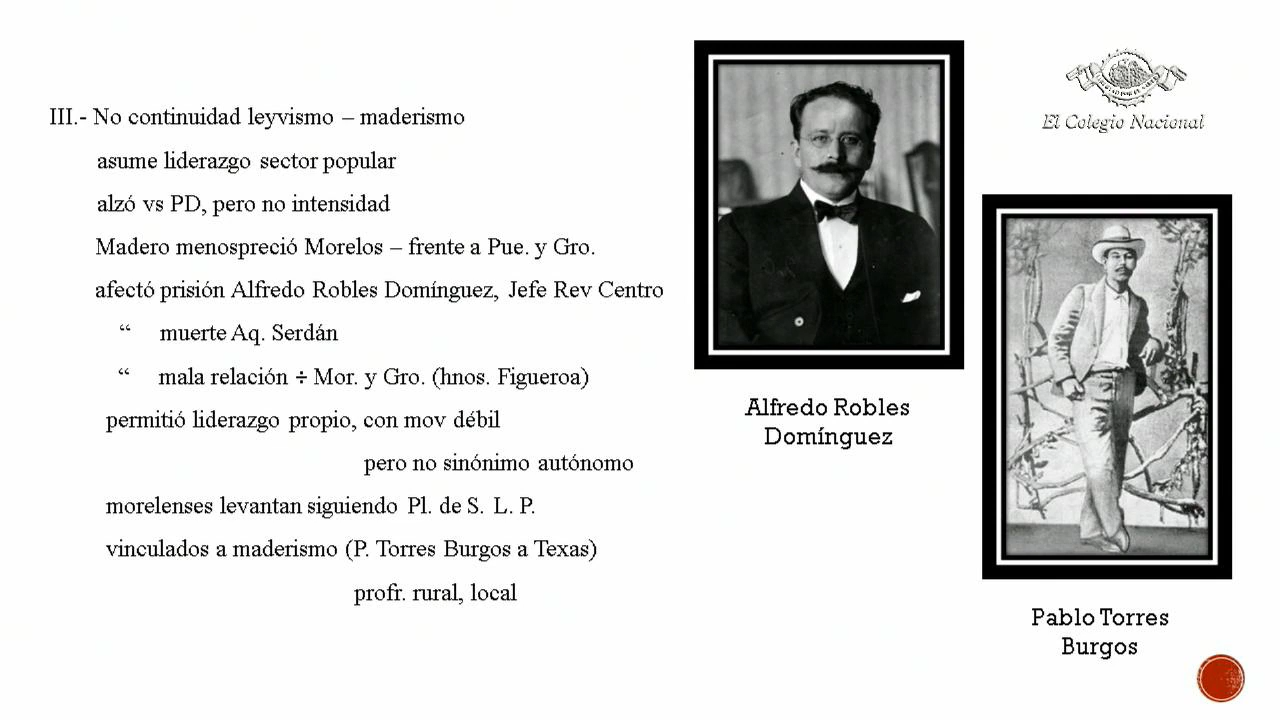 III.- No continuidad leyvismo – maderismo
asume liderazgo sector popular
alzó vs PD, pero no intensidad
Madero menospreció Morelos – frente a Pue. y Gro.
afectó prisión Alfredo Robles Domínguez, Jefe Rev Centro
“ muerte Aq. Serdán
“ mala relación ÷ Mor. y Gro. (hnos. Figueroa)
permitió liderazgo propio, con mov débil
pero no sinónimo autónomo
morelenses levantan siguiendo Pl. de S. L. P.
vinculados a maderismo (P. Torres Burgos a Texas)
profr. rural, local
Alfredo Robles
Domínguez
El Colegio Nacional
Pablo Torres
Burgos